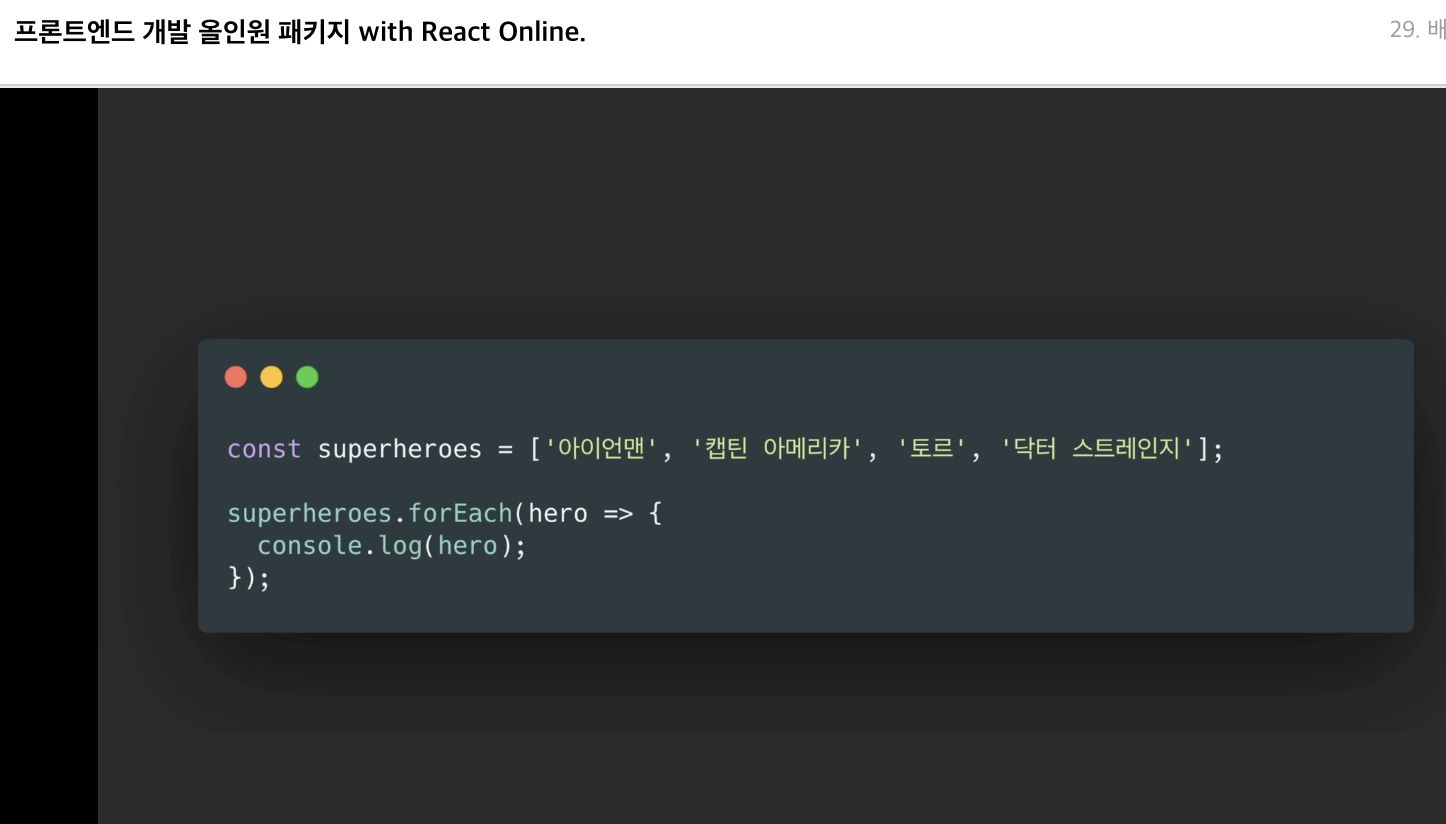 프론트엔드 개발 올인원 패키지 with React Online.
29. 배
const superheroes = ['아이언맨', '캡틴 아메리카', '토르', '닥터 스트레인지'];
superheroes.forEach(hero => {
  console.log(hero);
});